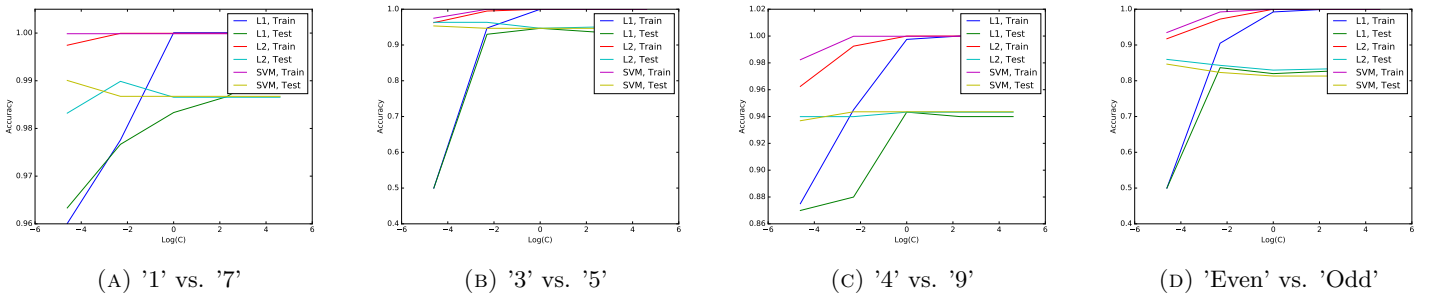 1.00
0.99
0.98
0.97
0.96
Accuracy
−6 −4 −2 0 2 4 6
Log(C)
L1, Train
L1, Test
L2, Train
L2, Test
SVM, Train
SVM, Test
(A) '1' vs. '7'
1.0
0.9
0.8
0.7
0.6
0.5
0.4
Accuracy
−6 −4 −2 0 2 4 6
Log(C)
L1, Train
L1, Test
L2, Train
L2, Test
SVM, Train
SVM, Test
(B) '3' vs. '5'
1.00
0.98
0.96
0.94
0.92
0.90
0.88
0.86
Accuracy
−6 −4 −2 0 2 4 6
Log(C)
L1, Train
L1, Test
L2, Train
L2, Test
SVM, Train
SVM, Test
(C) '4' vs. '9'
1.0
0.9
0.8
0.7
0.6
0.5
0.4
Accuracy
−6 −4 −2 0 2 4 6
Log(C)
L1, Train
L1, Test
L2, Train
L2, Test
SVM, Train
SVM, Test
(D) 'Even' vs. 'Odd'